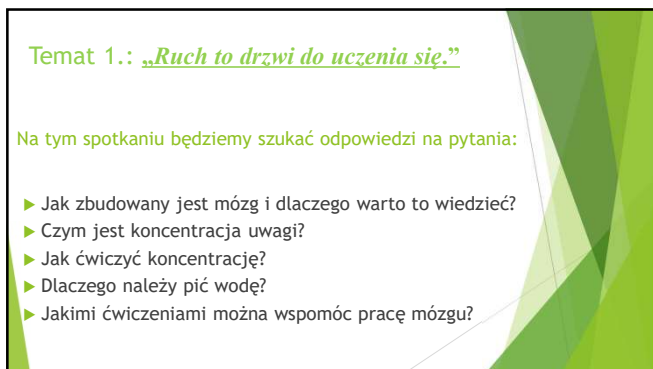 Temat 1.: „Ruch to drzwi do uczenia się.”
Na tym spotkaniu będziemy szukać odpowiedzi na pytania:
Jak zbudowany jest mózg i dlaczego warto to wiedzieć?
Czym jest koncentracja uwagi?
Jak ćwiczyć koncentrację?
Dlaczego należy pić wodę?
Jakimi ćwiczeniami można wspomóc pracę mózgu?